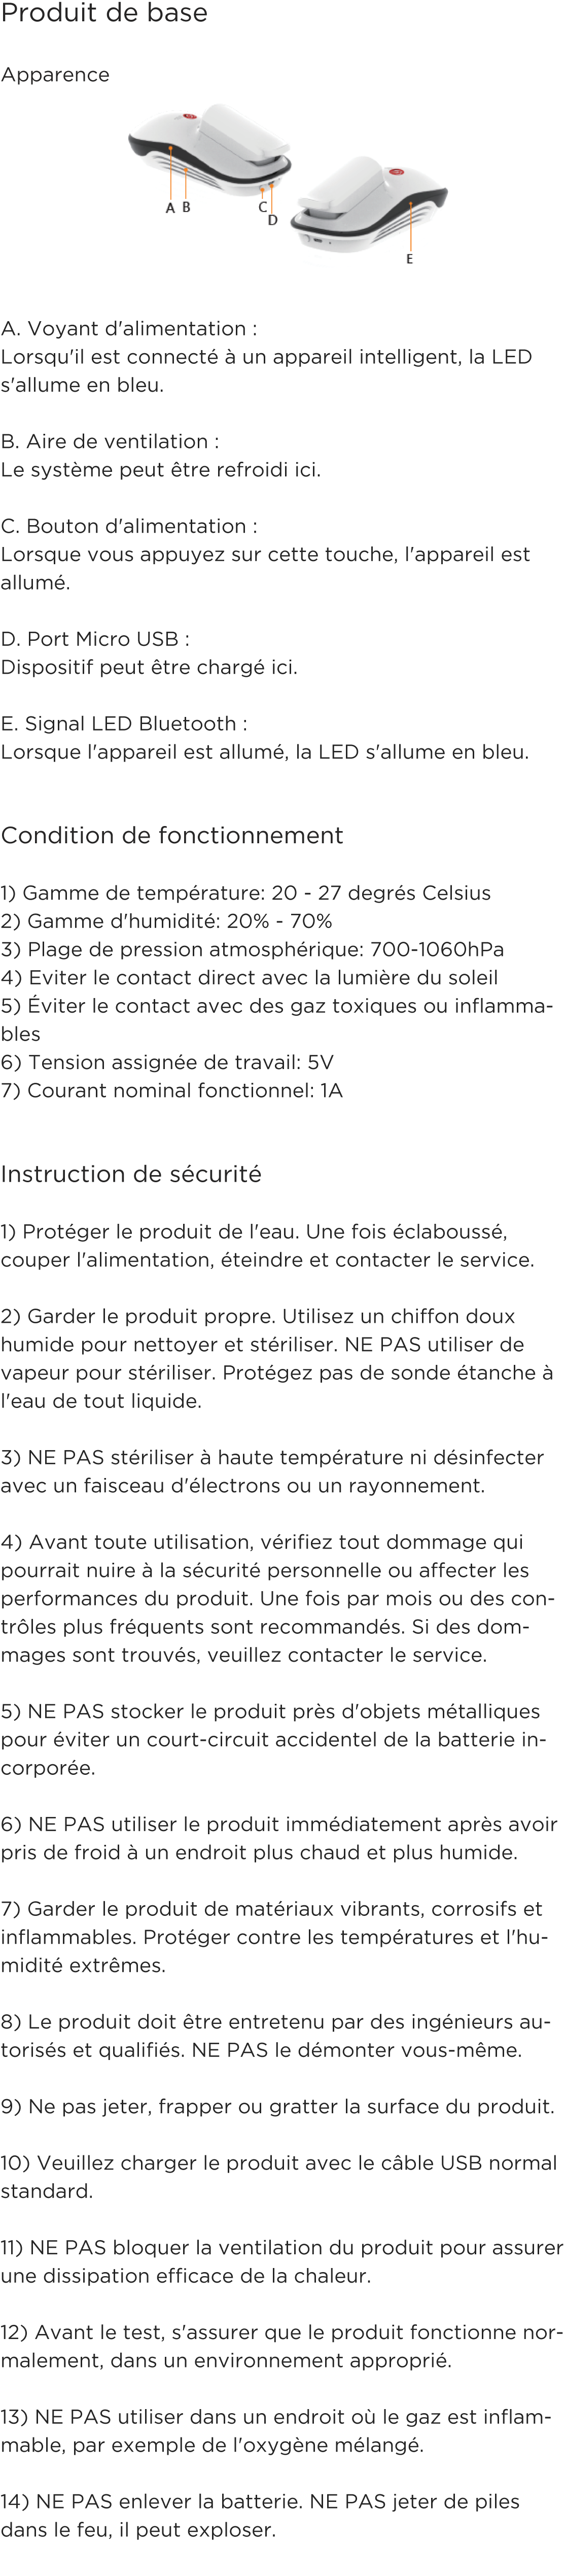 Produit de base
Apparence
A B
C
D
E
A. Voyant d'alimentation :
Lorsqu'il est connecté à un appareil intelligent, la LED
s'allume en bleu.
B. Aire de ventilation :
Le système peut être refroidi ici.
C. Bouton d'alimentation :
Lorsque vous appuyez sur cette touche, l'appareil est
allumé.
D. Port Micro USB :
Dispositif peut être chargé ici.
E. Signal LED Bluetooth :
Lorsque l'appareil est allumé, la LED s'allume en bleu.
Condition de fonctionnement
1) Gamme de température: 20 - 27 degrés Celsius
2) Gamme d'humidité: 20% - 70%
3) Plage de pression atmosphérique: 700-1060hPa
4) Eviter le contact direct avec la lumière du soleil
5) Éviter le contact avec des gaz toxiques ou inflamma-
bles
6) Tension assignée de travail: 5V
7) Courant nominal fonctionnel: 1A
Instruction de sécurité
1) Protéger le produit de l'eau. Une fois éclaboussé,
couper l'alimentation, éteindre et contacter le service.
2) Garder le produit propre. Utilisez un chiffon doux
humide pour nettoyer et stériliser. NE PAS utiliser de
vapeur pour stériliser. Protégez pas de sonde étanche à
l'eau de tout liquide.
3) NE PAS stériliser à haute température ni désinfecter
avec un faisceau d'électrons ou un rayonnement.
4) Avant toute utilisation, vérifiez tout dommage qui
pourrait nuire à la sécurité personnelle ou affecter les
performances du produit. Une fois par mois ou des con-
trôles plus fréquents sont recommandés. Si des dom-
mages sont trouvés, veuillez contacter le service.
5) NE PAS stocker le produit près d'objets métalliques
pour éviter un court-circuit accidentel de la batterie in-
corporée.
6) NE PAS utiliser le produit immédiatement après avoir
pris de froid à un endroit plus chaud et plus humide.
7) Garder le produit de matériaux vibrants, corrosifs et
inflammables. Protéger contre les températures et l'hu-
midité extrêmes.
8) Le produit doit être entretenu par des ingénieurs au-
torisés et qualifiés. NE PAS le démonter vous-même.
9) Ne pas jeter, frapper ou gratter la surface du produit.
10) Veuillez charger le produit avec le câble USB normal
standard.
11) NE PAS bloquer la ventilation du produit pour assurer
une dissipation efficace de la chaleur.
12) Avant le test, s'assurer que le produit fonctionne nor-
malement, dans un environnement approprié.
13) NE PAS utiliser dans un endroit où le gaz est inflam-
mable, par exemple de l'oxygène mélangé.
14) NE PAS enlever la batterie. NE PAS jeter de piles
dans le feu, il peut exploser.